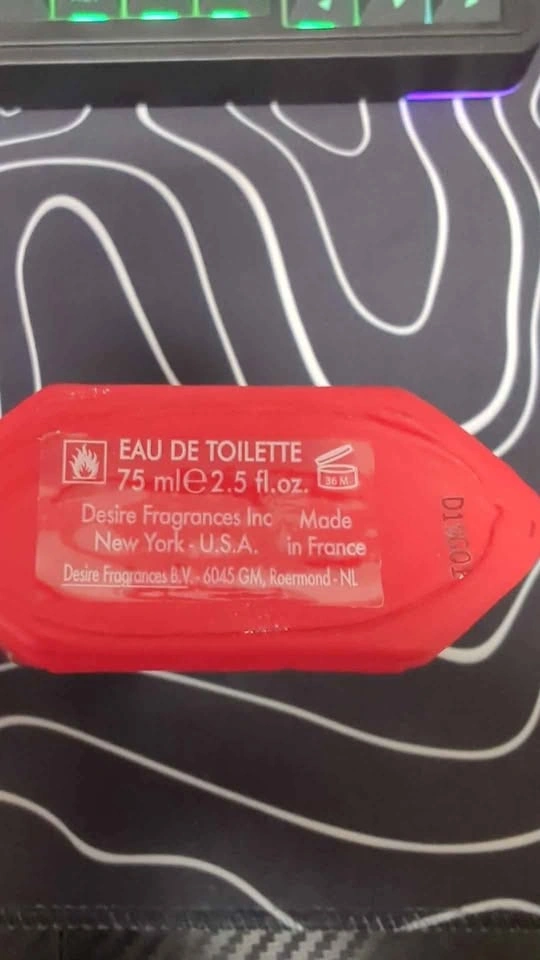 EAU DE TOILETTE
75 ml℮2.5 fl.oz.
36 M
Desire Fragrances Inc Made
New York - U.S.A. in France
Desire Fragrances B.V. - 6045 GM, Roermond - NL